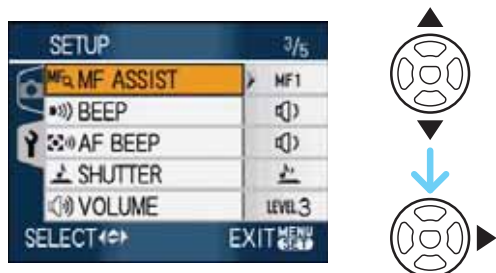 SETUP 3/5
MF ASSIST MF1
BEEP
AF BEEP
SHUTTER
VOLUME LEVEL3
SELECT EXIT MENU SET